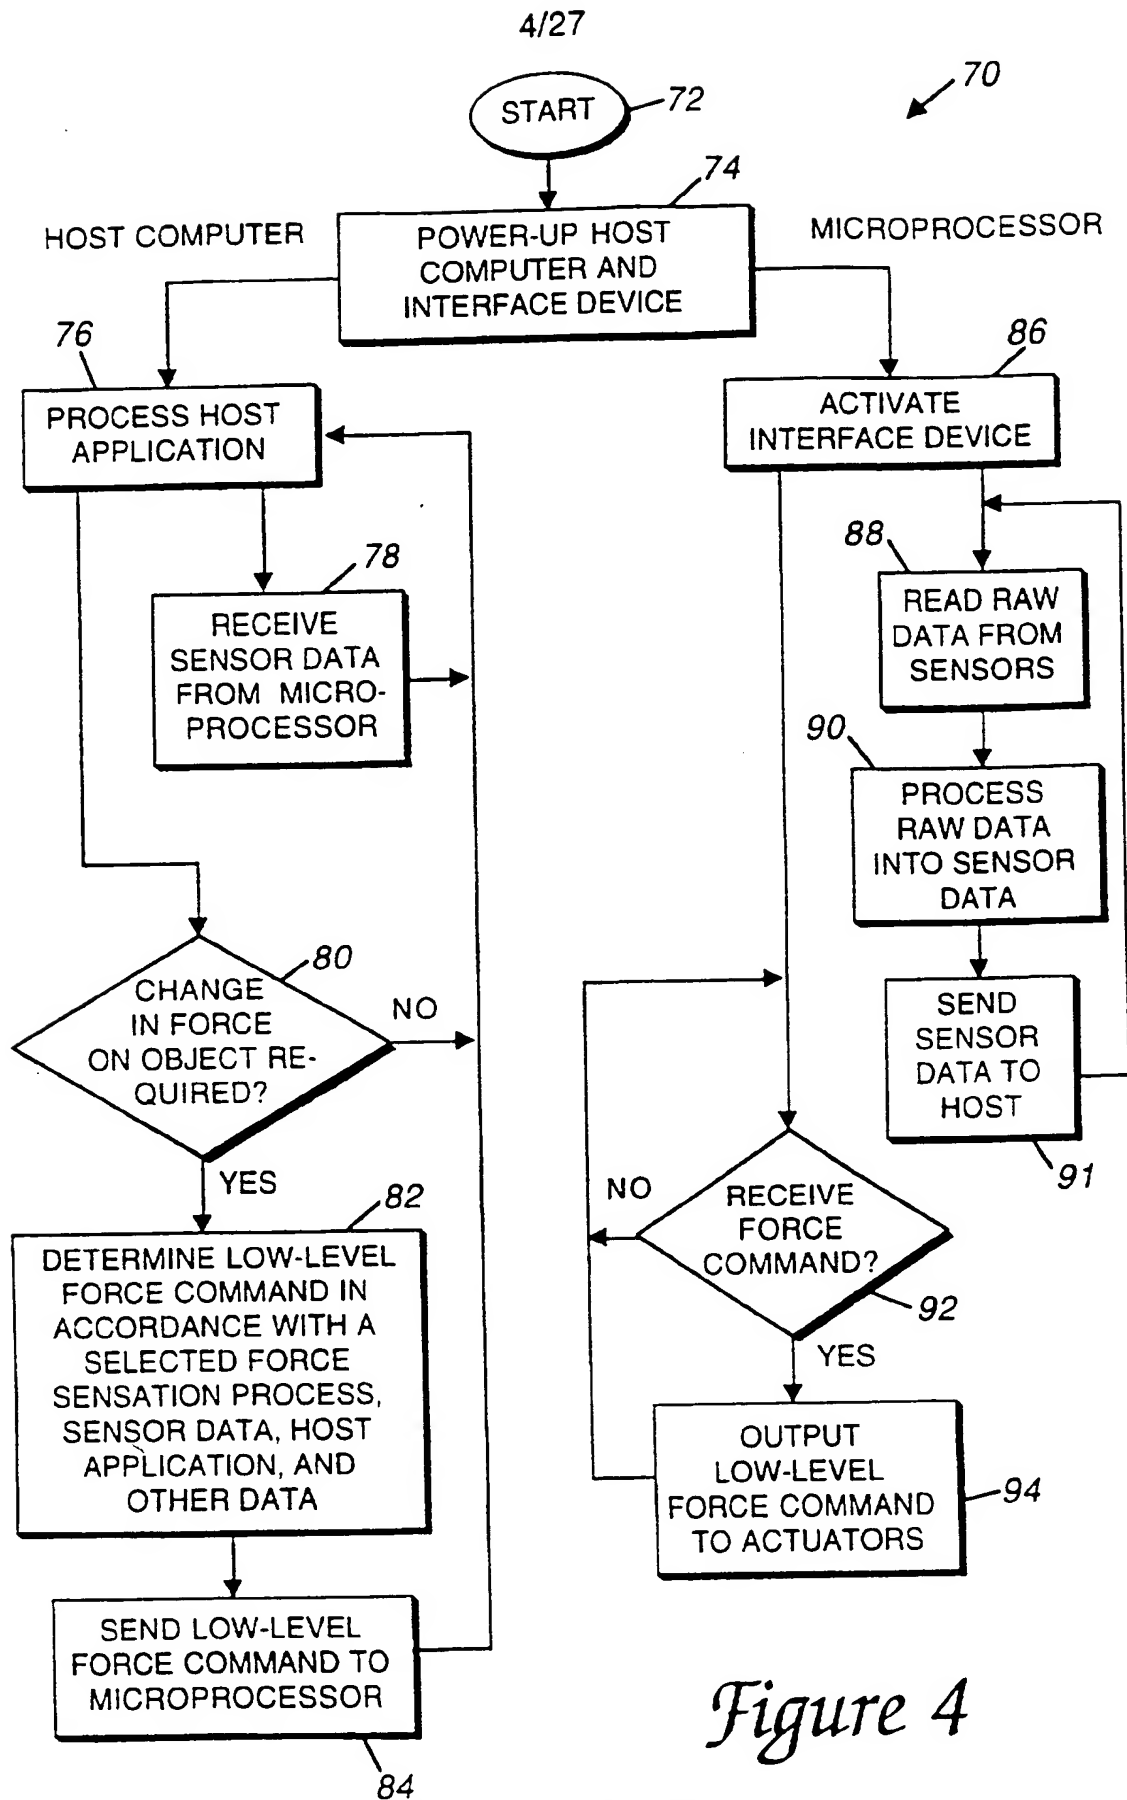 4/27
70
START
72
74
HOST COMPUTER
MICROPROCESSOR
POWER-UP HOST
COMPUTER AND
INTERFACE DEVICE
76
PROCESS HOST
APPLICATION
86
ACTIVATE
INTERFACE DEVICE
78
RECEIVE
SENSOR DATA
FROM MICRO-
PROCESSOR
88
READ RAW
DATA FROM
SENSORS
90
PROCESS
RAW DATA
INTO SENSOR
DATA
80
CHANGE
IN FORCE
ON OBJECT RE-
QUIRED?
NO
YES
SEND
SENSOR
DATA TO
HOST
91
82
DETERMINE LOW-LEVEL
FORCE COMMAND IN
ACCORDANCE WITH A
SELECTED FORCE
SENSATION PROCESS,
SENSOR DATA, HOST
APPLICATION, AND
OTHER DATA
NO
RECEIVE
FORCE
COMMAND?
92
YES
OUTPUT
LOW-LEVEL
FORCE COMMAND
TO ACTUATORS
94
SEND LOW-LEVEL
FORCE COMMAND TO
MICROPROCESSOR
84
Figure 4